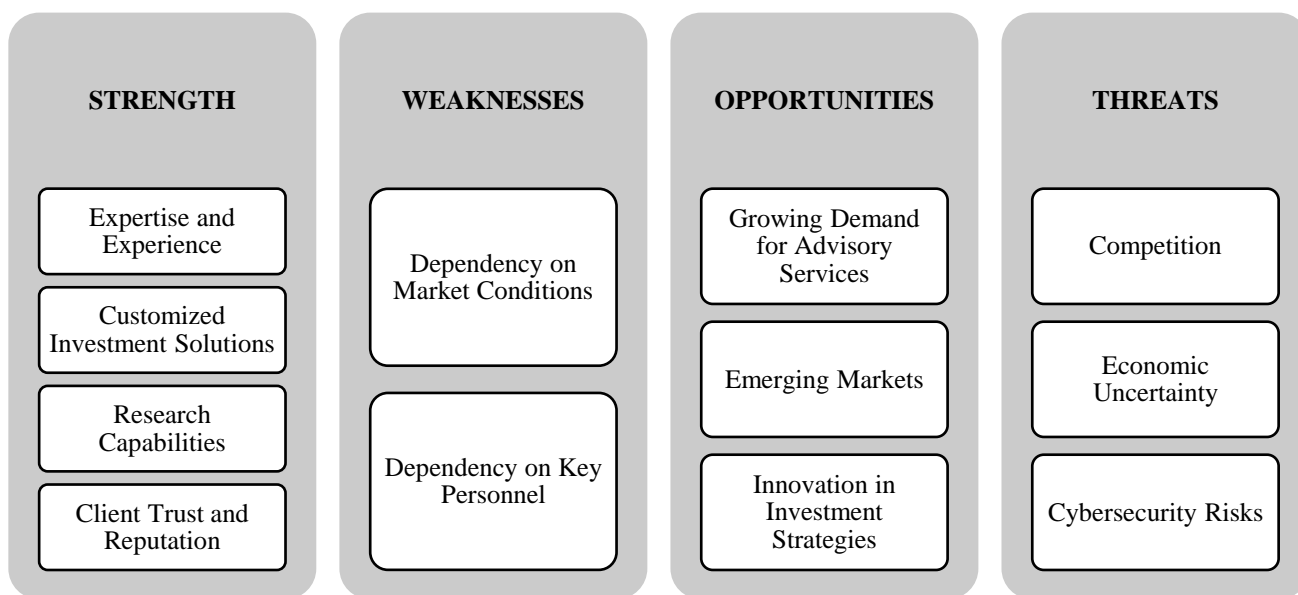 STRENGTH
Expertise and
Experience
Customized
Investment Solutions
Research
Capabilities
Client Trust and
Reputation
WEAKNESSES
Dependency on
Market Conditions
Dependency on Key
Personnel
OPPORTUNITIES
Growing Demand
for Advisory
Services
Emerging Markets
Innovation in
Investment
Strategies
THREATS
Competition
Economic
Uncertainty
Cybersecurity Risks